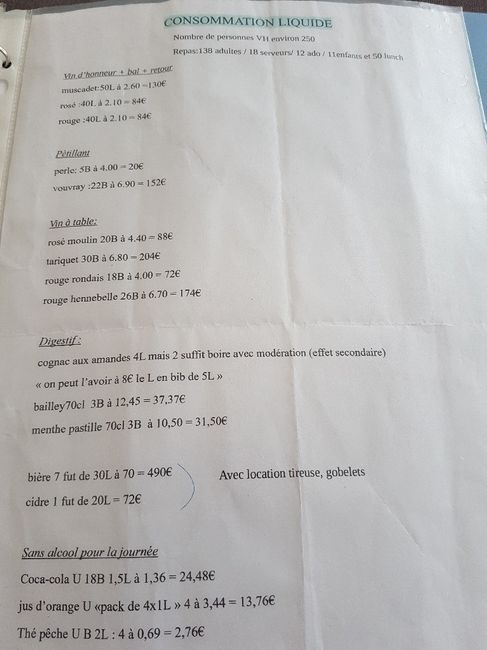 CONSOMMATION LIQUIDE
Nombre de personnes VH environ 250
Repas:138 adultes / 18 serveurs/ 12 ado / 11enfants et 50 lunch
Vin d'honneur + bal + retour
muscadet:50L à 2.60 =130€
rosé :40L à 2.10 = 84€
rouge :40L à 2.10 = 84€
Pétillant
perle: 5B à 4.00 = 20€
vouvray :22B à 6.90 = 152€
Vin à table:
rosé moulin 20B à 4.40 = 88€
tariquet 30B à 6.80 = 204€
rouge rondais 18B à 4.00 = 72€
rouge hennebelle 26B à 6.70 = 174€
Digestif :
cognac aux amandes 4L mais 2 suffit boire avec modération (effet secondaire)
« on peut l'avoir à 8€ le L en bib de 5L »
bailley70cl 3B à 12,45 = 37,37€
menthe pastille 70cl 3B à 10,50 = 31,50€
bière 7 fut de 30L à 70 = 490€
Avec location tireuse, gobelets
cidre 1 fut de 20L = 72€
Sans alcool pour la journée
Coca-cola U 18B 1,5L à 1,36 = 24,48€
jus d'orange U «pack de 4x1L » 4 à 3,44 = 13,76€
Thé pêche U B 2L : 4 à 0,69 = 2,76€